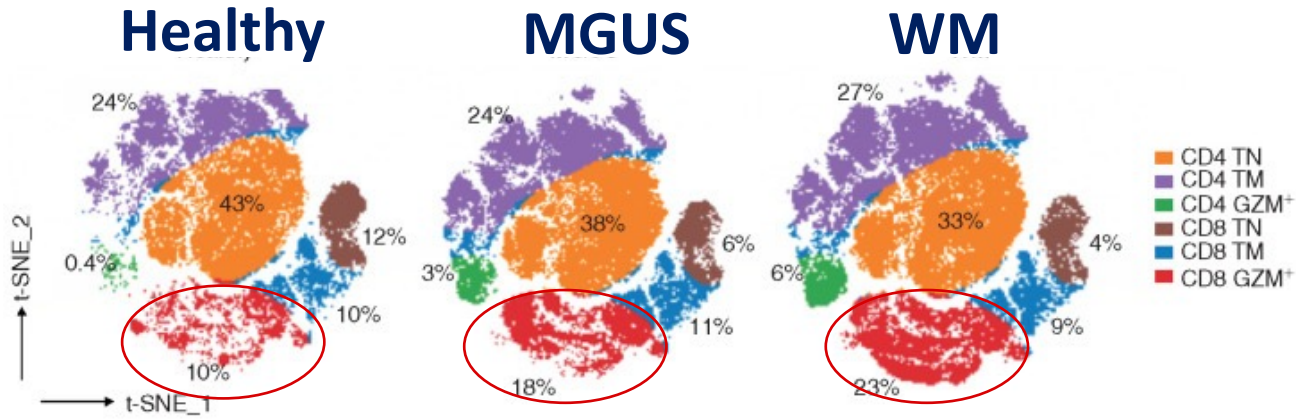 Healthy
MGUS
WM
24%
43%
12%
0.4%
10%
10%
24%
38%
6%
3%
11%
18%
27%
33%
4%
6%
9%
23%
t-SNE_2
t-SNE_1
CD4 TN
CD4 TM
CD4 GZM⁺
CD8 TN
CD8 TM
CD8 GZM⁺